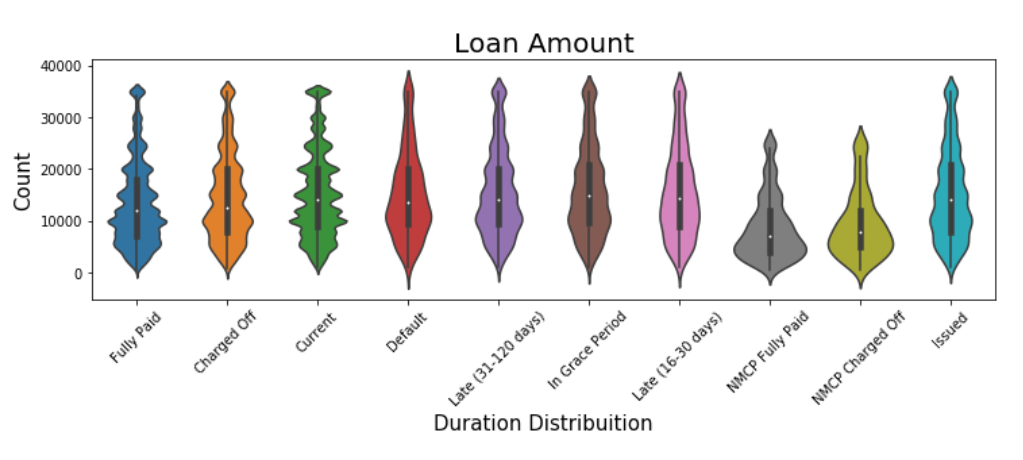 Loan Amount
Count
40000
30000
20000
10000
0
Fully Paid
Charged Off
Current
Default
Late (31-120 days)
In Grace Period
Late (16-30 days)
NMCP Fully Paid
NMCP Charged Off
Issued
Duration Distribuition